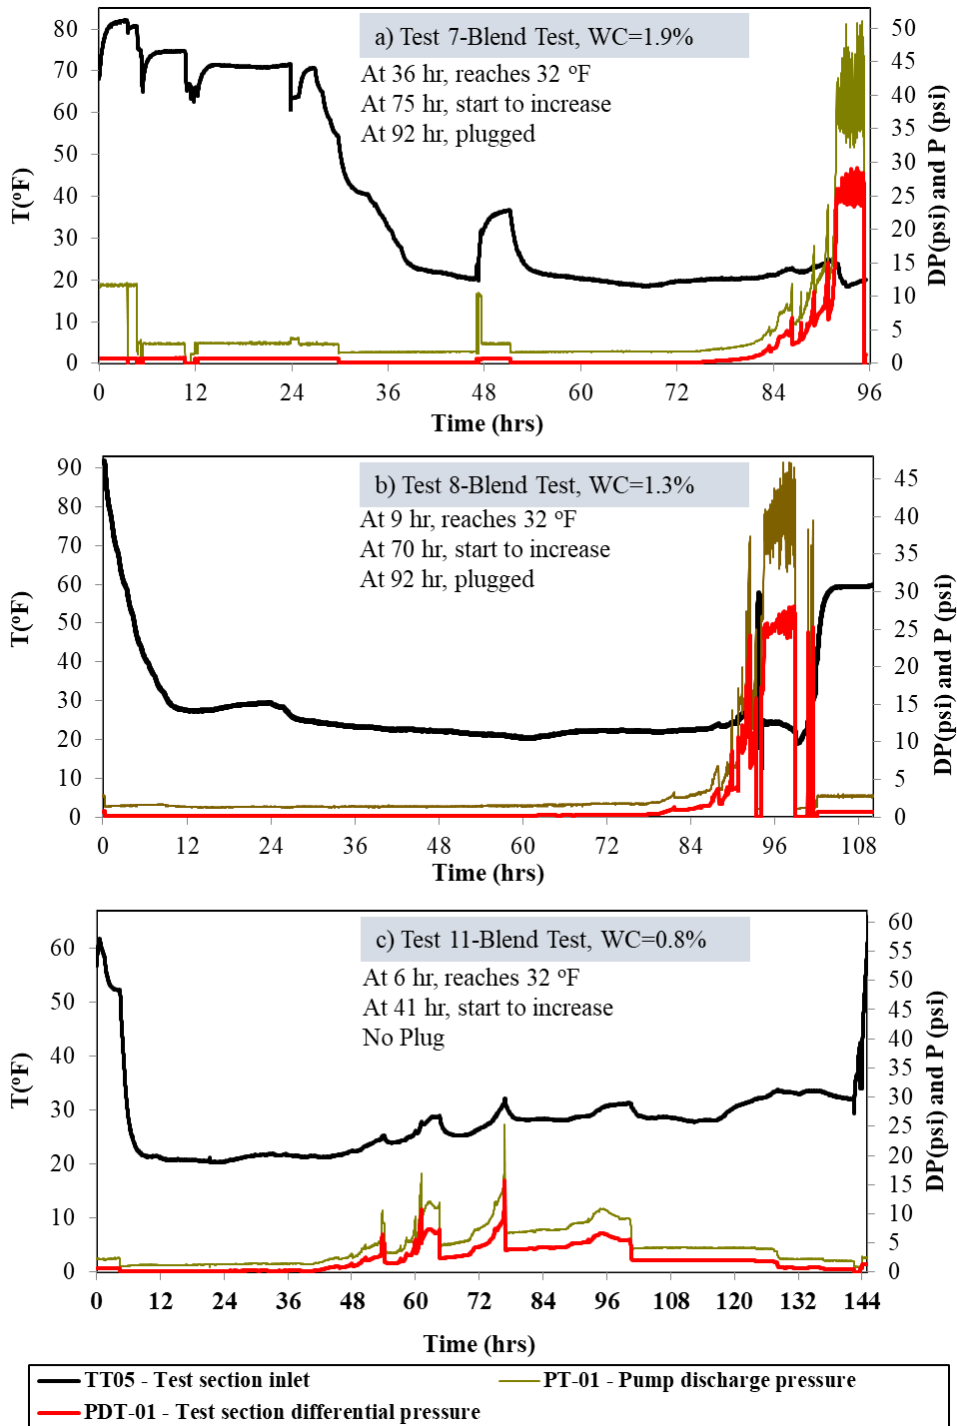 a) Test 7-Blend Test, WC=1.9%
At 36 hr, reaches 32 ºF
At 75 hr, start to increase
At 92 hr, plugged
T(ºF)
80
70
60
50
40
30
20
10
0
DP(psi) and P (psi)
50
45
40
35
30
25
20
15
10
5
0
0 12 24 36 48 60 72 84 96
Time (hrs)
b) Test 8-Blend Test, WC=1.3%
At 9 hr, reaches 32 ºF
At 70 hr, start to increase
At 92 hr, plugged
T(ºF)
90
80
70
60
50
40
30
20
10
0
DP(psi) and P (psi)
45
40
35
30
25
20
15
10
5
0
0 12 24 36 48 60 72 84 96 108
Time (hrs)
c) Test 11-Blend Test, WC=0.8%
At 6 hr, reaches 32 ºF
At 41 hr, start to increase
No Plug
T(ºF)
60
50
40
30
20
10
0
DP(psi) and P (psi)
60
55
50
45
40
35
30
25
20
15
10
5
0
0 12 24 36 48 60 72 84 96 108 120 132 144
Time (hrs)
TT05 - Test section inlet
PT-01 - Pump discharge pressure
PDT-01 - Test section differential pressure